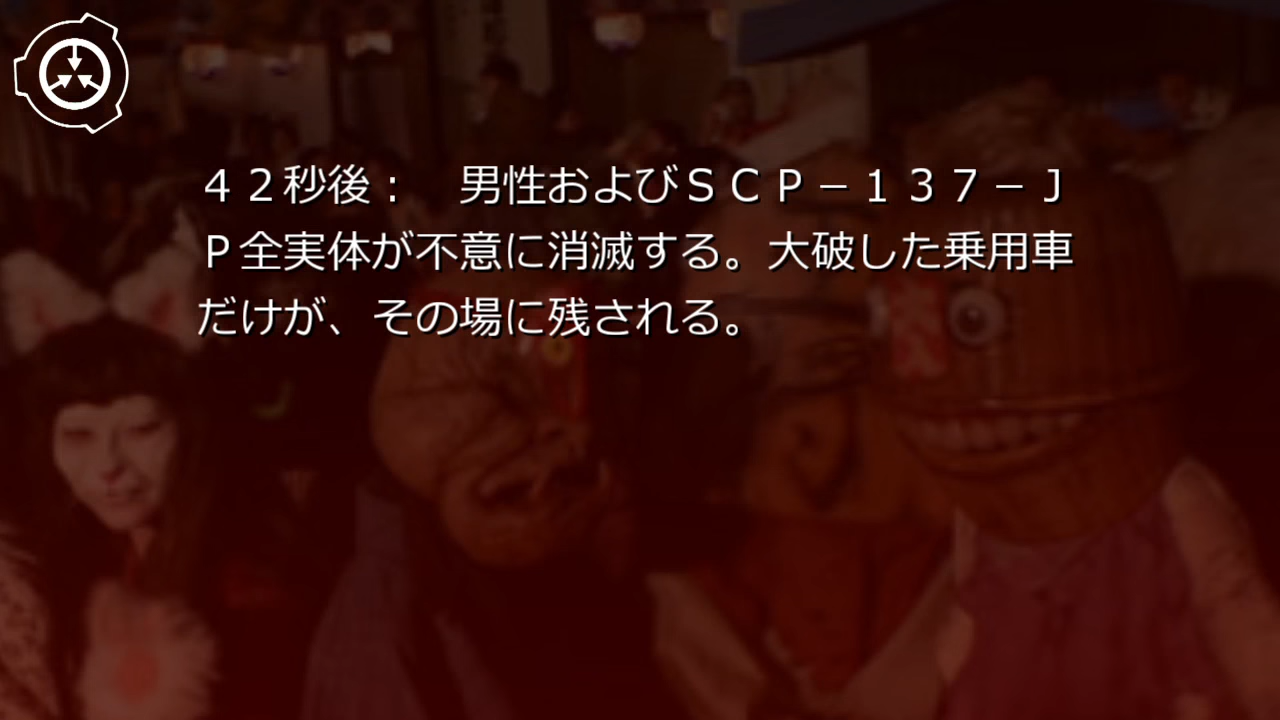 ４２秒後：　男性およびＳＣＰ－１３７－Ｊ
Ｐ全実体が不意に消滅する。大破した乗用車
だけが、その場に残される。